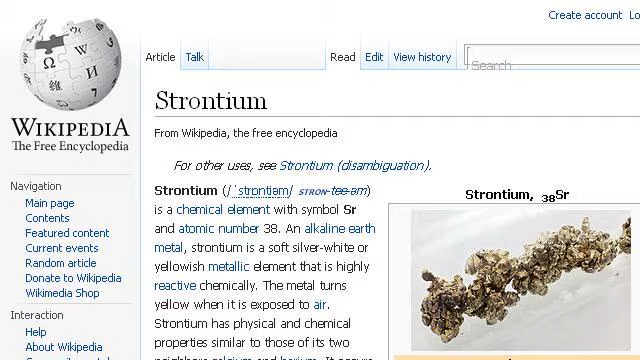 Create account
Article Talk Read Edit View history Search
WIKIPEDIA
The Free Encyclopedia
Strontium
From Wikipedia, the free encyclopedia
For other uses, see Strontium (disambiguation).
Navigation
Main page
Contents
Featured content
Current events
Random article
Donate to Wikipedia
Wikimedia Shop
Interaction
Help
About Wikipedia
Strontium (/ˈstrɒntiəm/ STRON-tee-əm)
is a chemical element with symbol Sr
and atomic number 38. An alkaline earth
metal, strontium is a soft silver-white or
yellowish metallic element that is highly
reactive chemically. The metal turns
yellow when it is exposed to air.
Strontium has physical and chemical
properties similar to those of its two
Strontium, ₃₈Sr